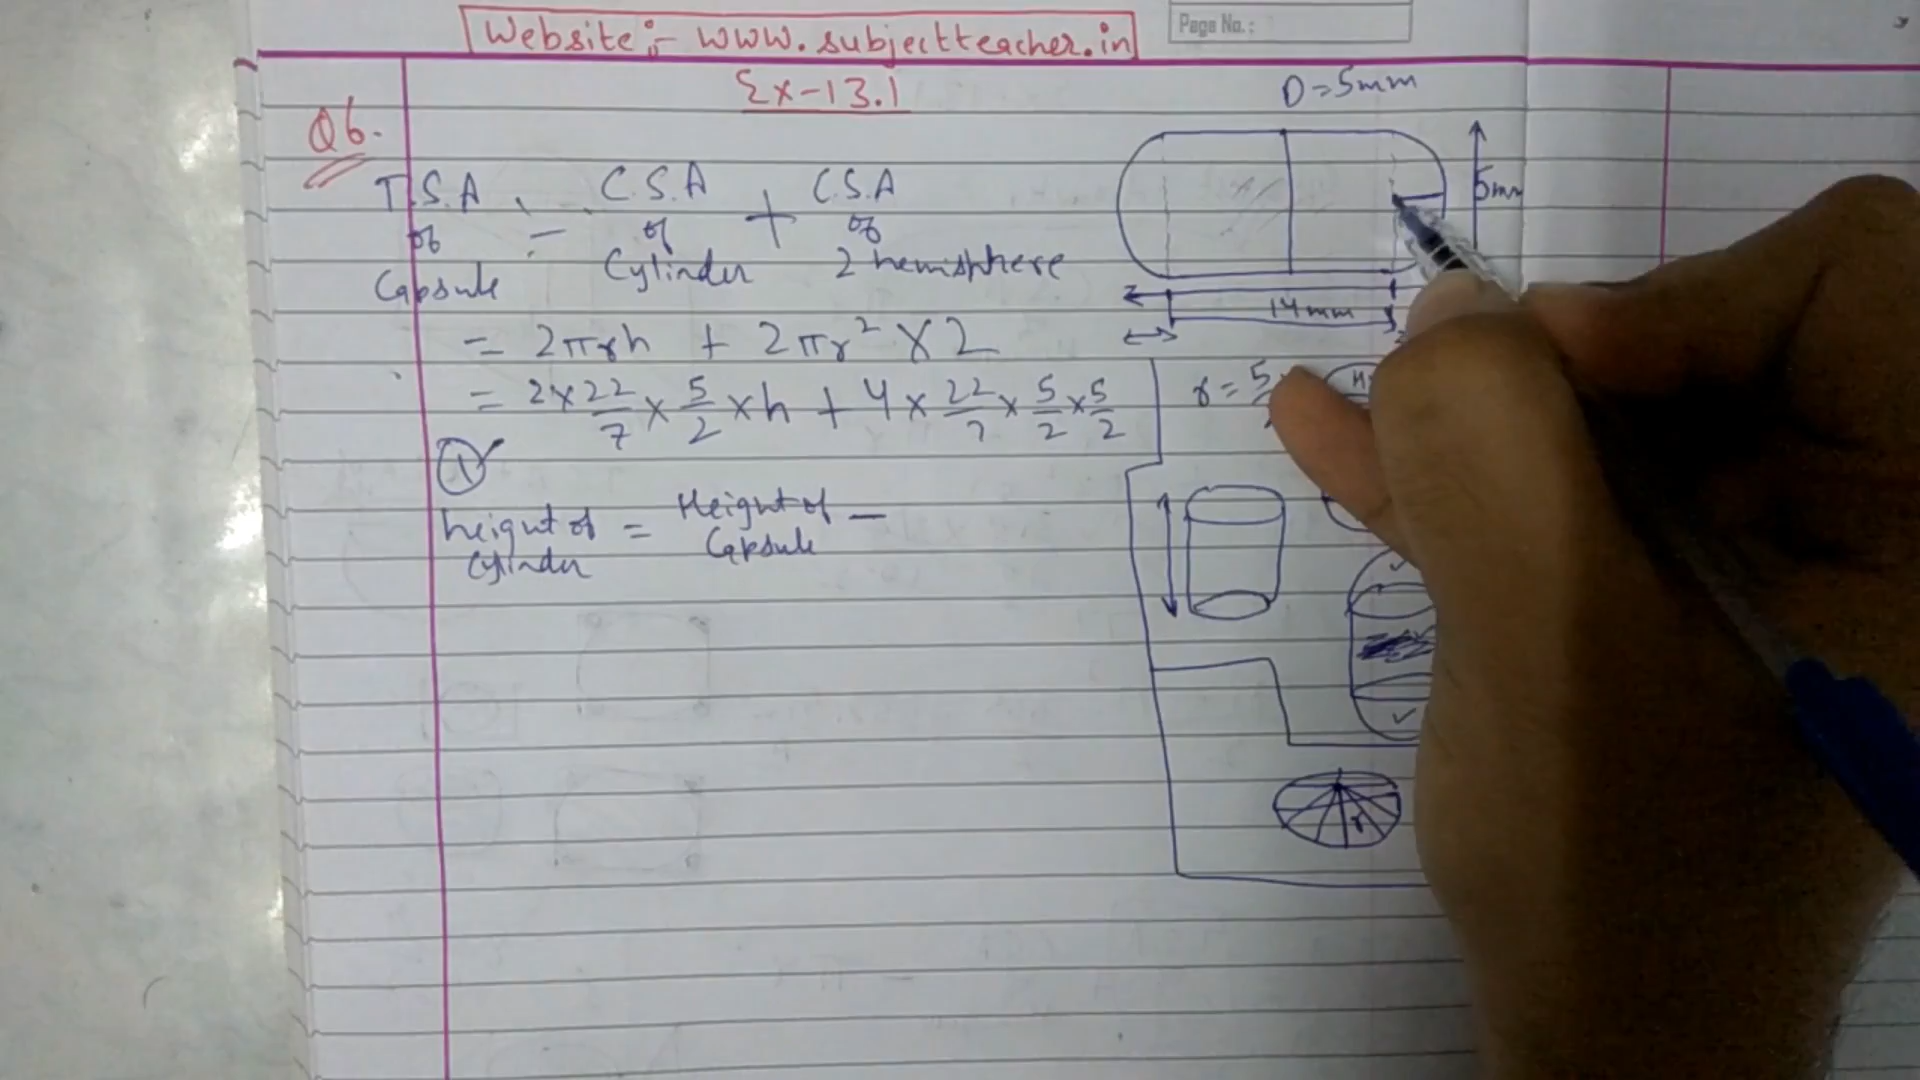 Website:- www.subjectteacher.in
Page No.:
Ex-13.1
D=5mm
Q6.
T.S.A of Capsule = C.S.A of Cylinder + C.S.A of 2 hemisphere
5mm
14mm
= 2πrh + 2πr² × 2
= 2×22/7 × 5/2 × h + 4 × 22/7 × 5/2 × 5/2
r = 5
1
height of Cylinder = Height of Capsule −
r